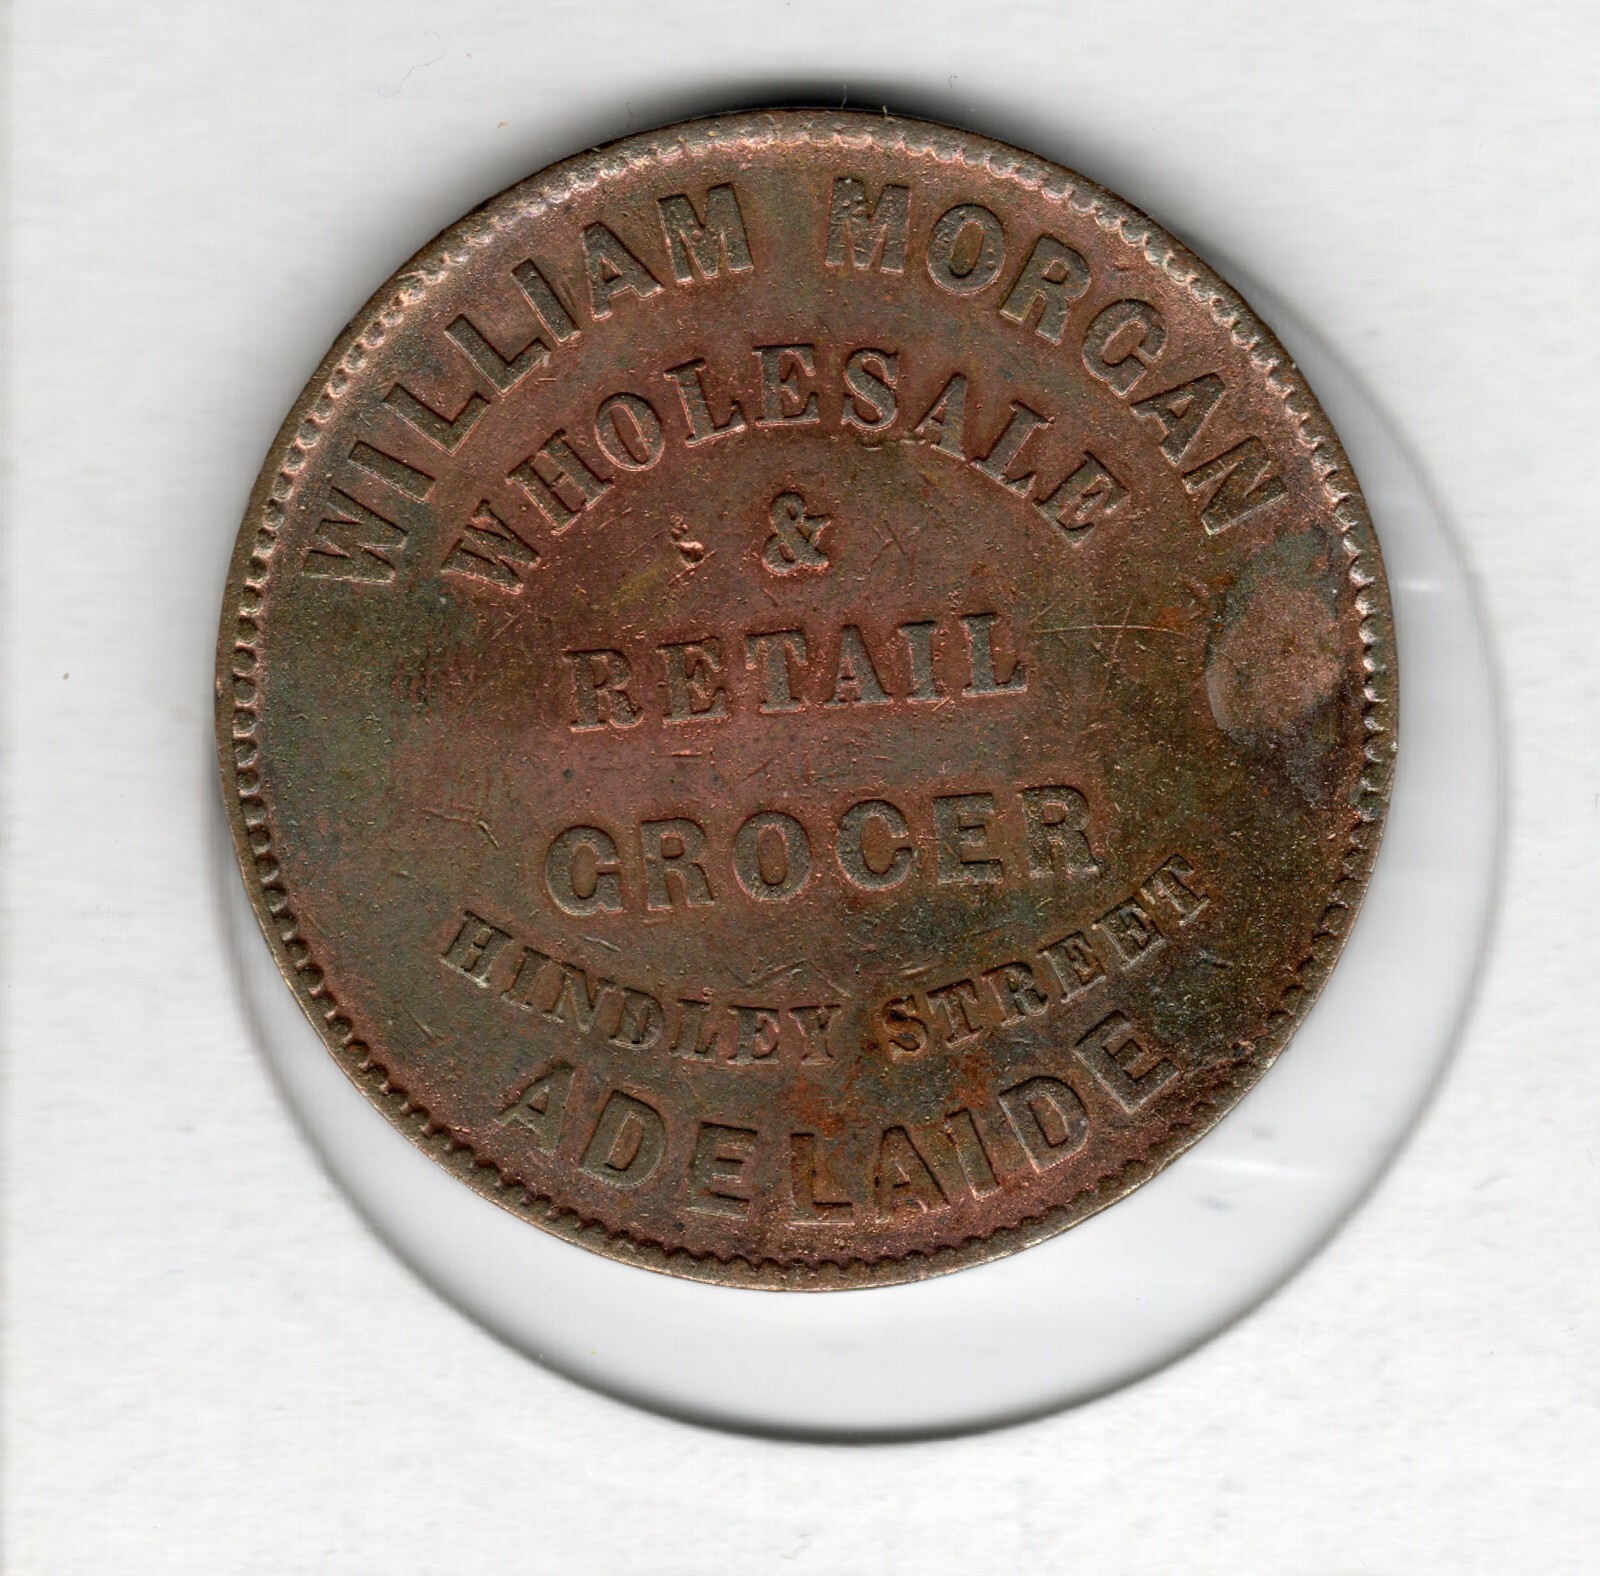 WILLIAM MORGAN
WHOLESALE
&
RETAIL
GROCER
HINDLEY STREET
ADELAIDE